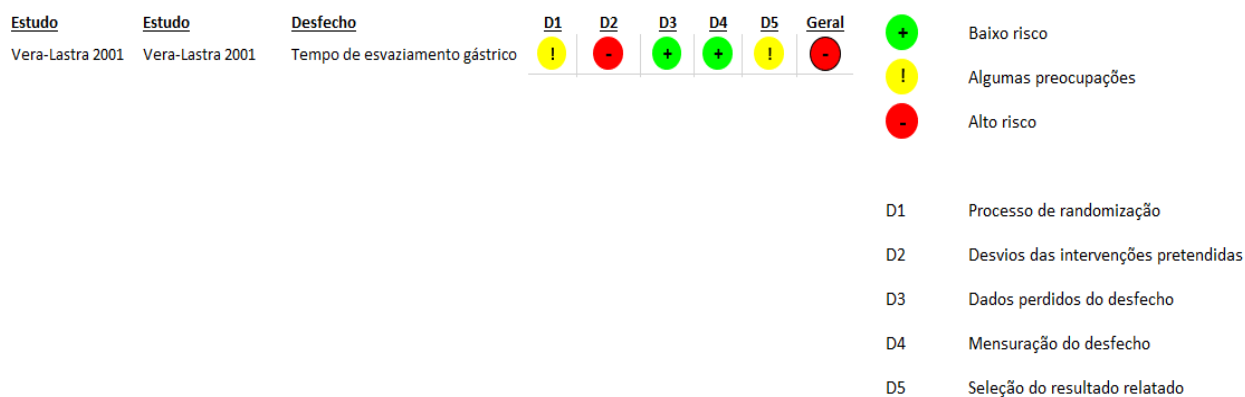 Estudo Estudo Desfecho D1 D2 D3 D4 D5 Geral
Vera-Lastra 2001 Vera-Lastra 2001 Tempo de esvaziamento gástrico ! - + + ! -
+ Baixo risco
! Algumas preocupações
- Alto risco
D1 Processo de randomização
D2 Desvios das intervenções pretendidas
D3 Dados perdidos do desfecho
D4 Mensuração do desfecho
D5 Seleção do resultado relatado